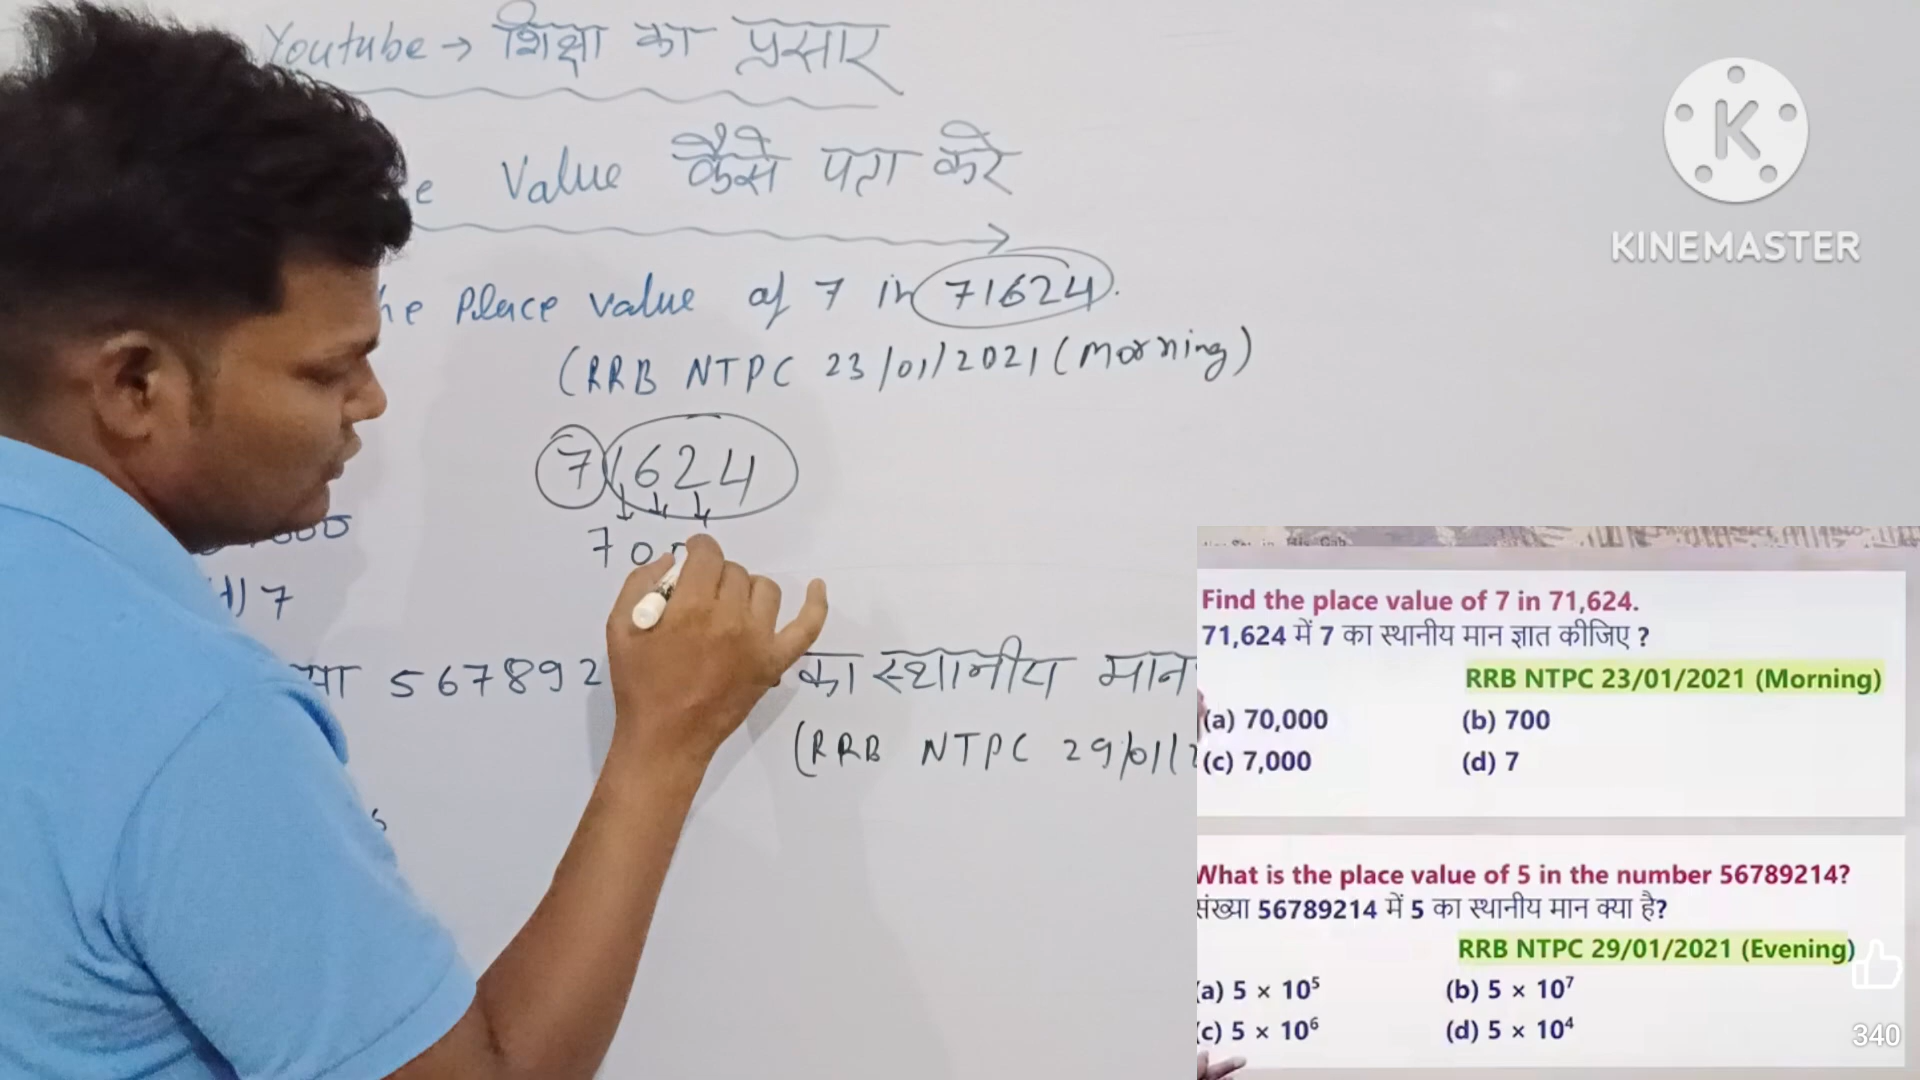 Youtube → शिक्षा का प्रसार
Value कैसे पता करे
Place value of 7 in 71624.
(RRB NTPC 23/01/2021 (Morning)
71624
70
7
567892
का स्थानीय मान
(RRB NTPC 29/01/
KINEMASTER
Find the place value of 7 in 71,624.
71,624 में 7 का स्थानीय मान ज्ञात कीजिए ?
RRB NTPC 23/01/2021 (Morning)
(a) 70,000 (b) 700
(c) 7,000 (d) 7
What is the place value of 5 in the number 56789214?
संख्या 56789214 में 5 का स्थानीय मान क्या है?
RRB NTPC 29/01/2021 (Evening)
(a) 5 × 10⁵ (b) 5 × 10⁷
(c) 5 × 10⁶ (d) 5 × 10⁴
340